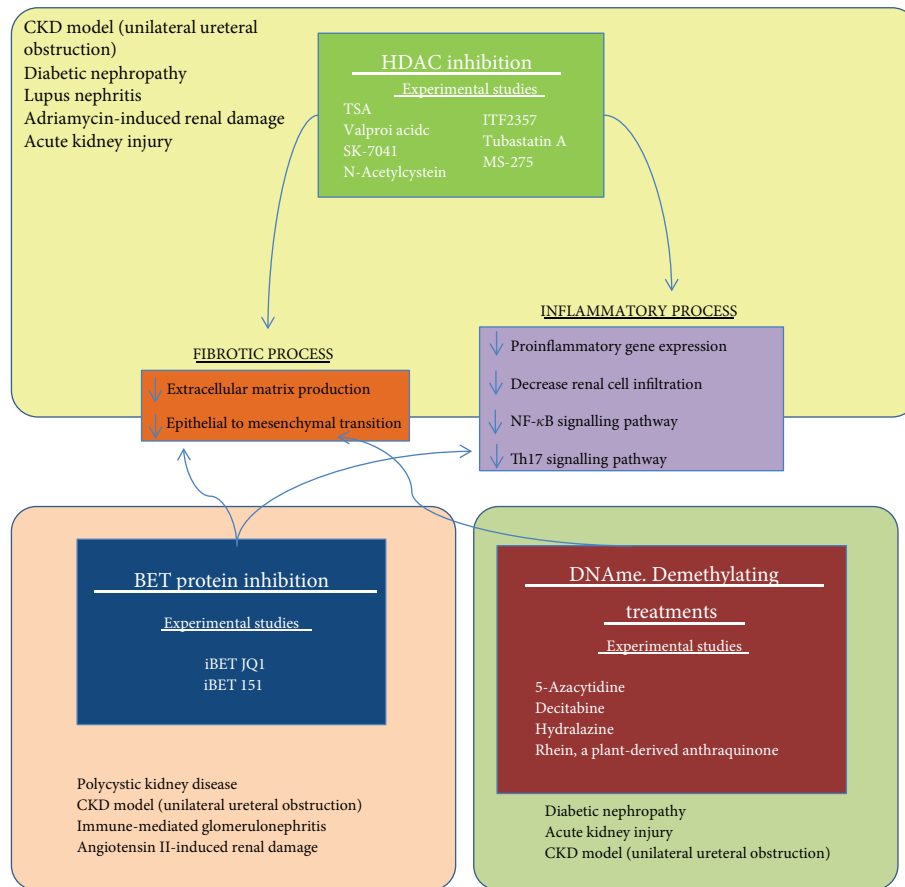 CKD model (unilateral ureteral
obstruction)
Diabetic nephropathy
Lupus nephritis
Adriamycin-induced renal damage
Acute kidney injury
HDAC inhibition
Experimental studies
TSA
Valproi acidc
SK-7041
N-Acetylcystein
ITF2357
Tubastatin A
MS-275
FIBROTIC PROCESS
Extracellular matrix production
Epithelial to mesenchymal transition
INFLAMMATORY PROCESS
Proinflammatory gene expression
Decrease renal cell infiltration
NF-κB signalling pathway
Th17 signalling pathway
BET protein inhibition
Experimental studies
iBET JQ1
iBET 151
Polycystic kidney disease
CKD model (unilateral ureteral obstruction)
Immune-mediated glomerulonephritis
Angiotensin II-induced renal damage
DNAme. Demethylating
treatments
Experimental studies
5-Azacytidine
Decitabine
Hydralazine
Rhein, a plant-derived anthraquinone
Diabetic nephropathy
Acute kidney injury
CKD model (unilateral ureteral obstruction)